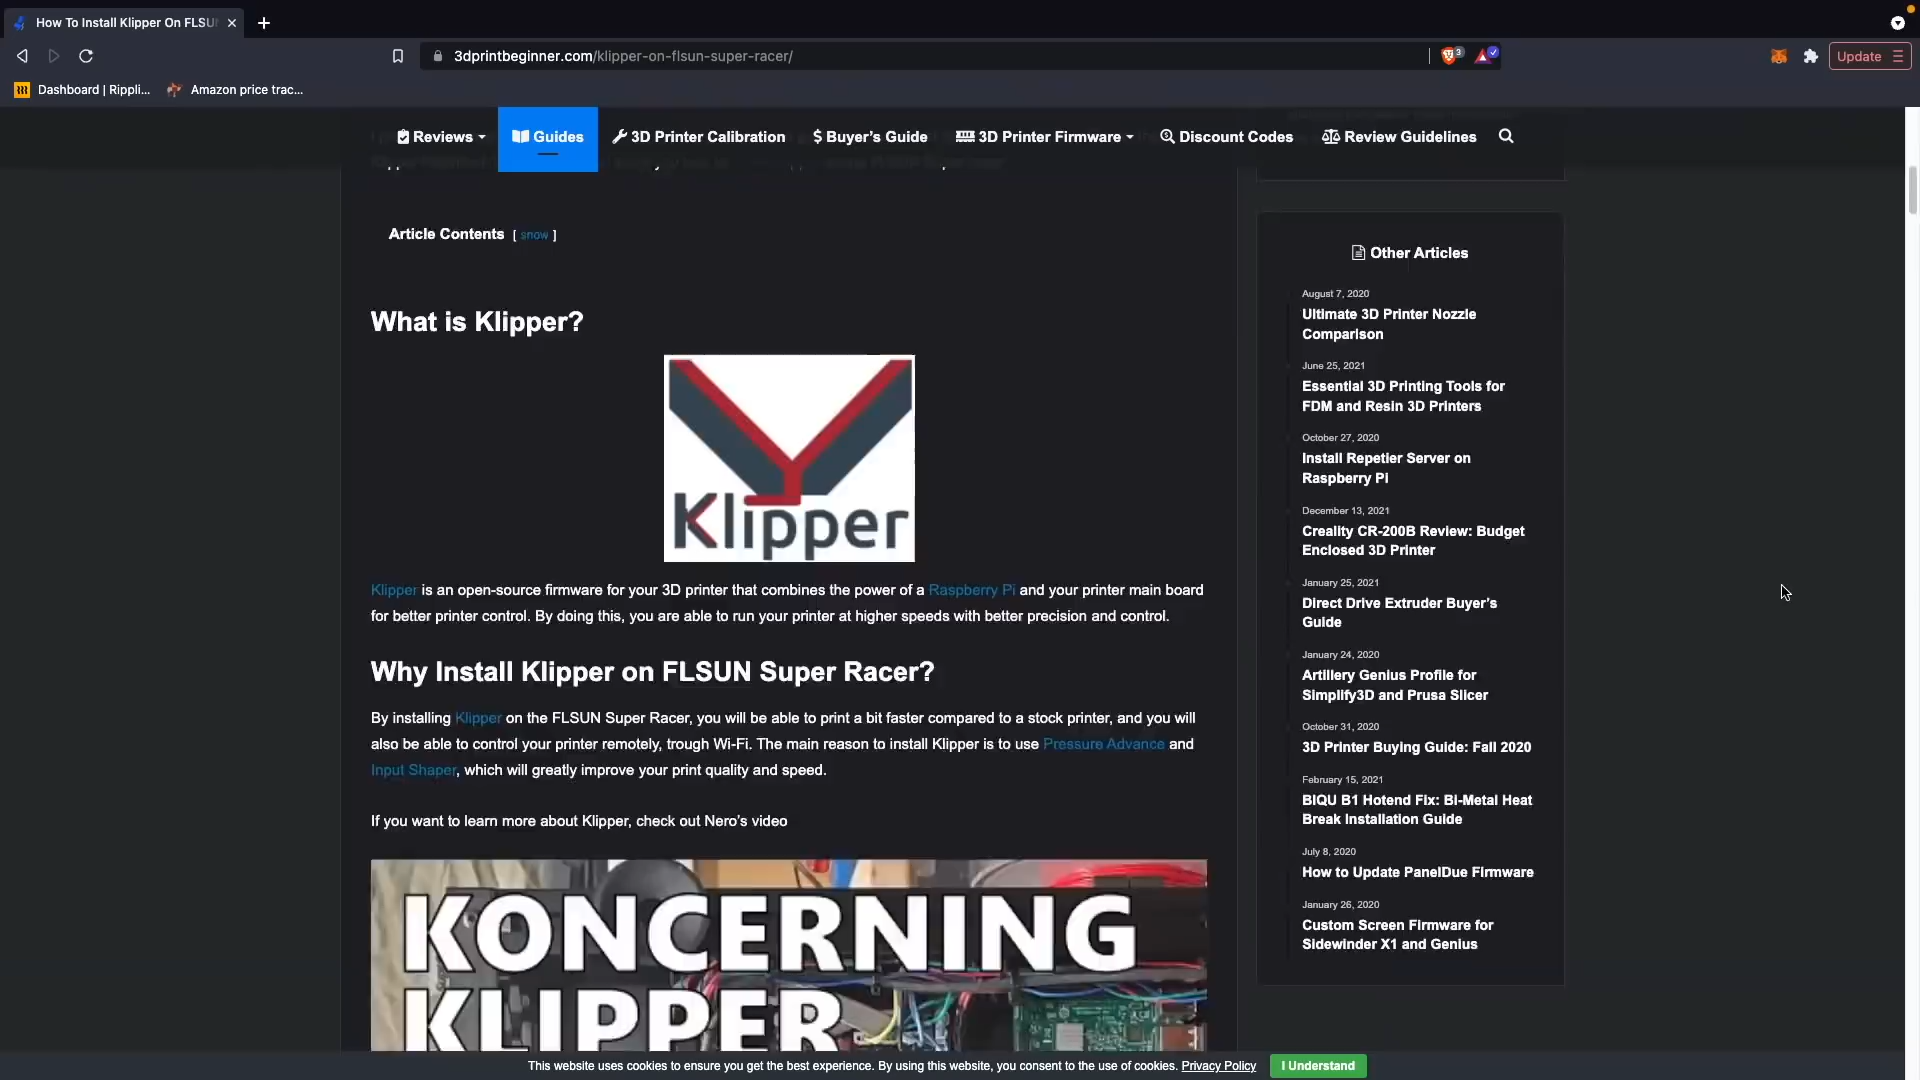 How To Install Klipper On FLSU
3dprintbeginner.com/klipper-on-flsun-super-racer/
3
Update
Dashboard | Rippli...
Amazon price trac...
Reviews
Guides
3D Printer Calibration
Buyer's Guide
3D Printer Firmware
Discount Codes
Review Guidelines
Article Contents [ show ]
What is Klipper?
Klipper
Klipper is an open-source firmware for your 3D printer that combines the power of a Raspberry Pi and your printer main board
for better printer control. By doing this, you are able to run your printer at higher speeds with better precision and control.
Why Install Klipper on FLSUN Super Racer?
By installing Klipper on the FLSUN Super Racer, you will be able to print a bit faster compared to a stock printer, and you will
also be able to control your printer remotely, trough Wi-Fi. The main reason to install Klipper is to use Pressure Advance and
Input Shaper, which will greatly improve your print quality and speed.
If you want to learn more about Klipper, check out Nero's video
KONCERNING
KLIPPER
Other Articles
August 7, 2020
Ultimate 3D Printer Nozzle
Comparison
June 25, 2021
Essential 3D Printing Tools for
FDM and Resin 3D Printers
October 27, 2020
Install Repetier Server on
Raspberry Pi
December 13, 2021
Creality CR-200B Review: Budget
Enclosed 3D Printer
January 25, 2021
Direct Drive Extruder Buyer's
Guide
January 24, 2020
Artillery Genius Profile for
Simplify3D and Prusa Slicer
October 31, 2020
3D Printer Buying Guide: Fall 2020
February 15, 2021
BIQU B1 Hotend Fix: Bi-Metal Heat
Break Installation Guide
July 8, 2020
How to Update PanelDue Firmware
January 26, 2020
Custom Screen Firmware for
Sidewinder X1 and Genius
This website uses cookies to ensure you get the best experience. By using this website, you consent to the use of cookies. Privacy Policy
I Understand